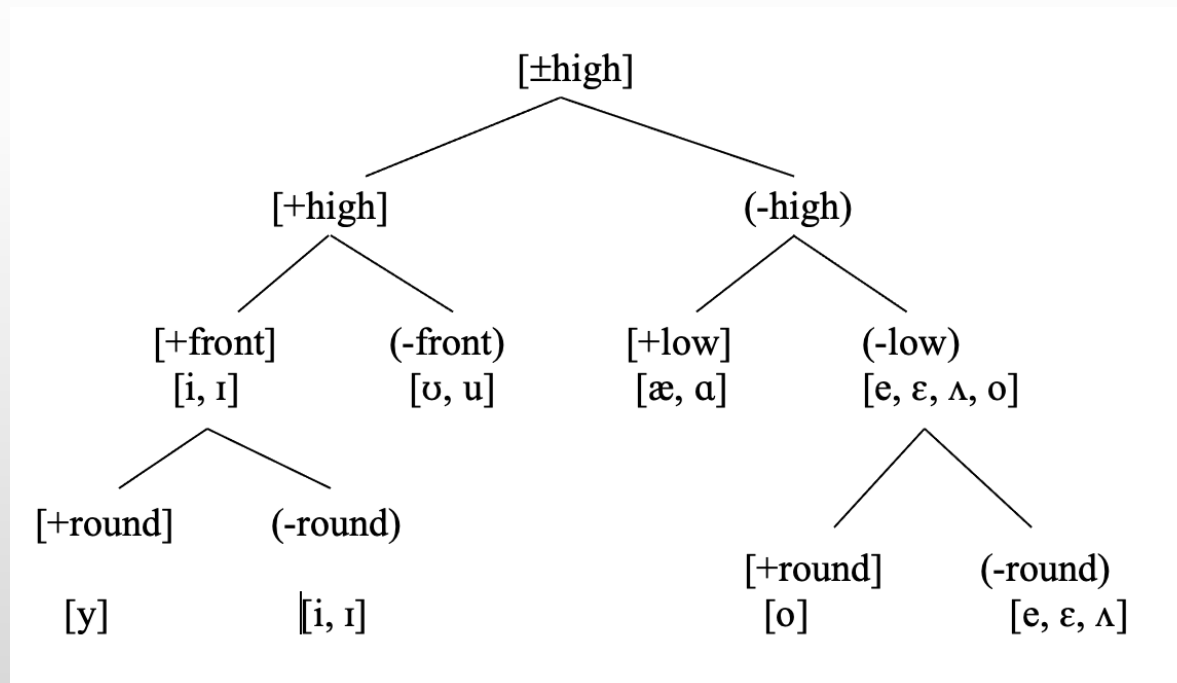 [±high]
[+high] (-high)
[+front] (-front) [+low] (-low)
[i, ɪ] [ʊ, u] [æ, ɑ] [e, ɛ, ʌ, o]
[+round] (-round)
[+round] (-round)
[y] [i, ɪ] [o] [e, ɛ, ʌ]